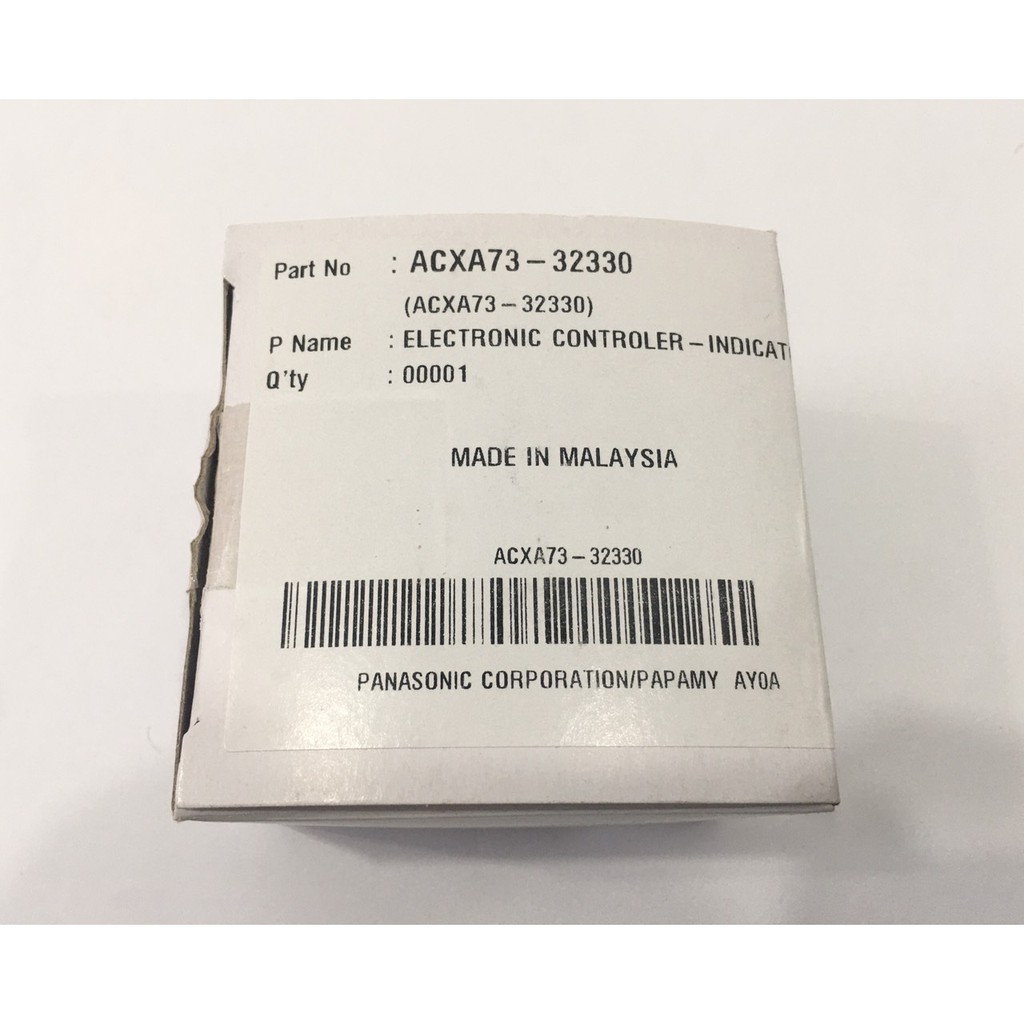 Part No : ACXA73-32330
(ACXA73-32330)
P Name : ELECTRONIC CONTROLER-INDICAT
Q'ty : 00001
MADE IN MALAYSIA
ACXA73-32330
PANASONIC CORPORATION/PAPAMY AY0A